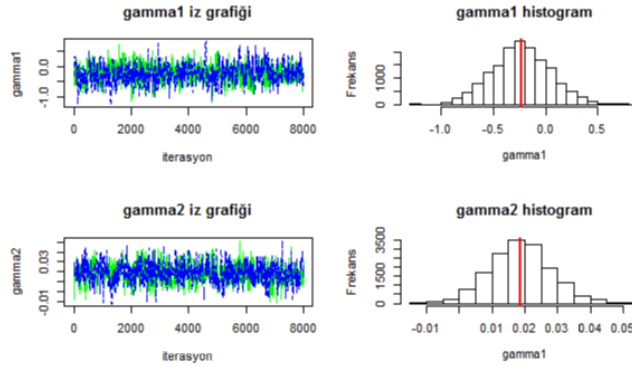 gamma1 iz grafiği
gamma1
0.0
-1.0
0 2000 4000 6000 8000
iterasyon
gamma1 histogram
Frekans
1000
0
-1.0 -0.5 0.0 0.5
gamma1
gamma2 iz grafiği
gamma2
0.03
-0.01
0 2000 4000 6000 8000
iterasyon
gamma2 histogram
Frekans
3500
1500
0
-0.01 0.01 0.02 0.03 0.04 0.05
gamma1